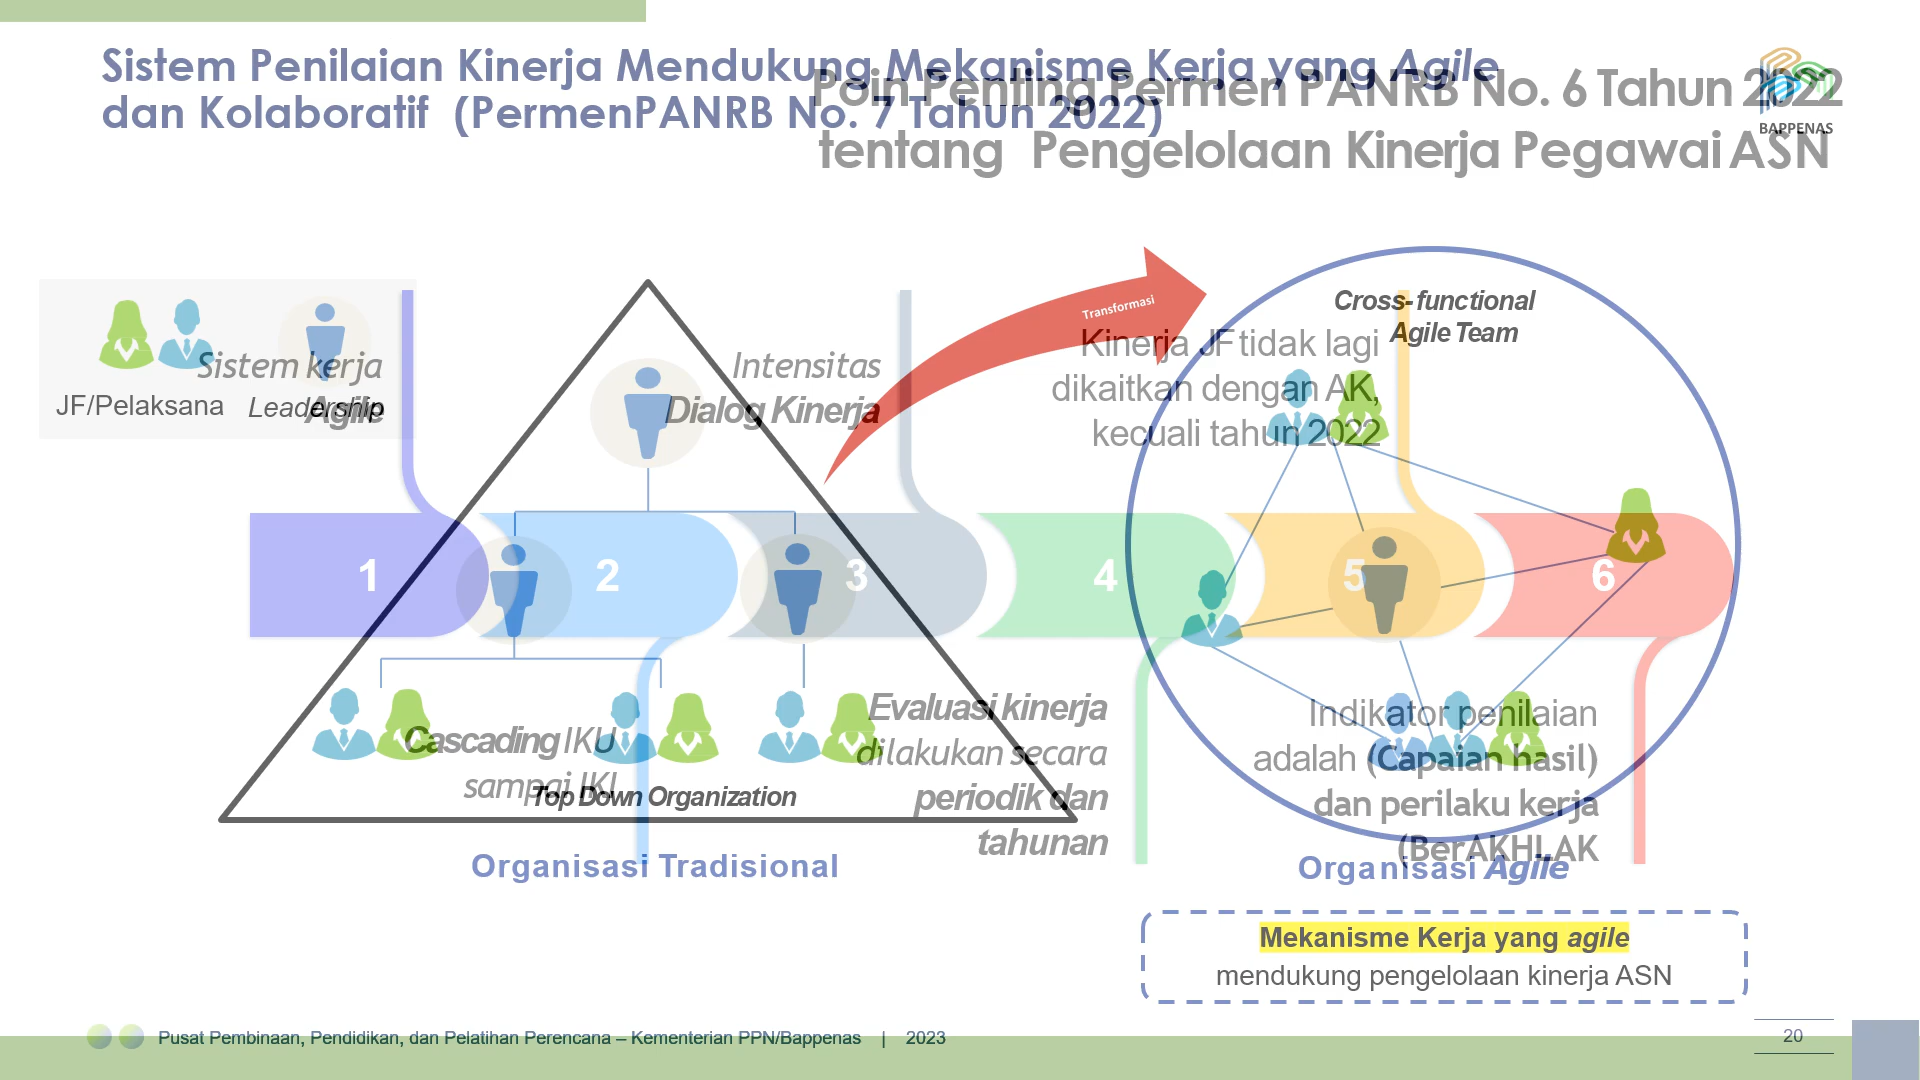 Sistem Penilaian Kinerja Mendukung Mekanisme Kerja yang Agile
dan Kolaboratif (PermenPANRB No. 7 Tahun 2022)
Poin Penting Permen PANRB No. 6 Tahun 2022
tentang Pengelolaan Kinerja Pegawai ASN
BAPPENAS
JF/Pelaksana
Leadership
Sistem kerja
Agile
Intensitas
Dialog Kinerja
Transformasi
Kinerja JF tidak lagi
dikaitkan dengan AK,
kecuali tahun 2022
Cross-functional
Agile Team
1
2
3
4
5
6
Cascading IKU
sampai IKI
Top Down Organization
Evaluasi kinerja
dilakukan secara
periodik dan
tahunan
Indikator penilaian
adalah (Capaian hasil)
dan perilaku kerja
(BerAKHLAK
Organisasi Tradisional
Organisasi Agile
Mekanisme Kerja yang agile
mendukung pengelolaan kinerja ASN
Pusat Pembinaan, Pendidikan, dan Pelatihan Perencana – Kementerian PPN/Bappenas | 2023
20